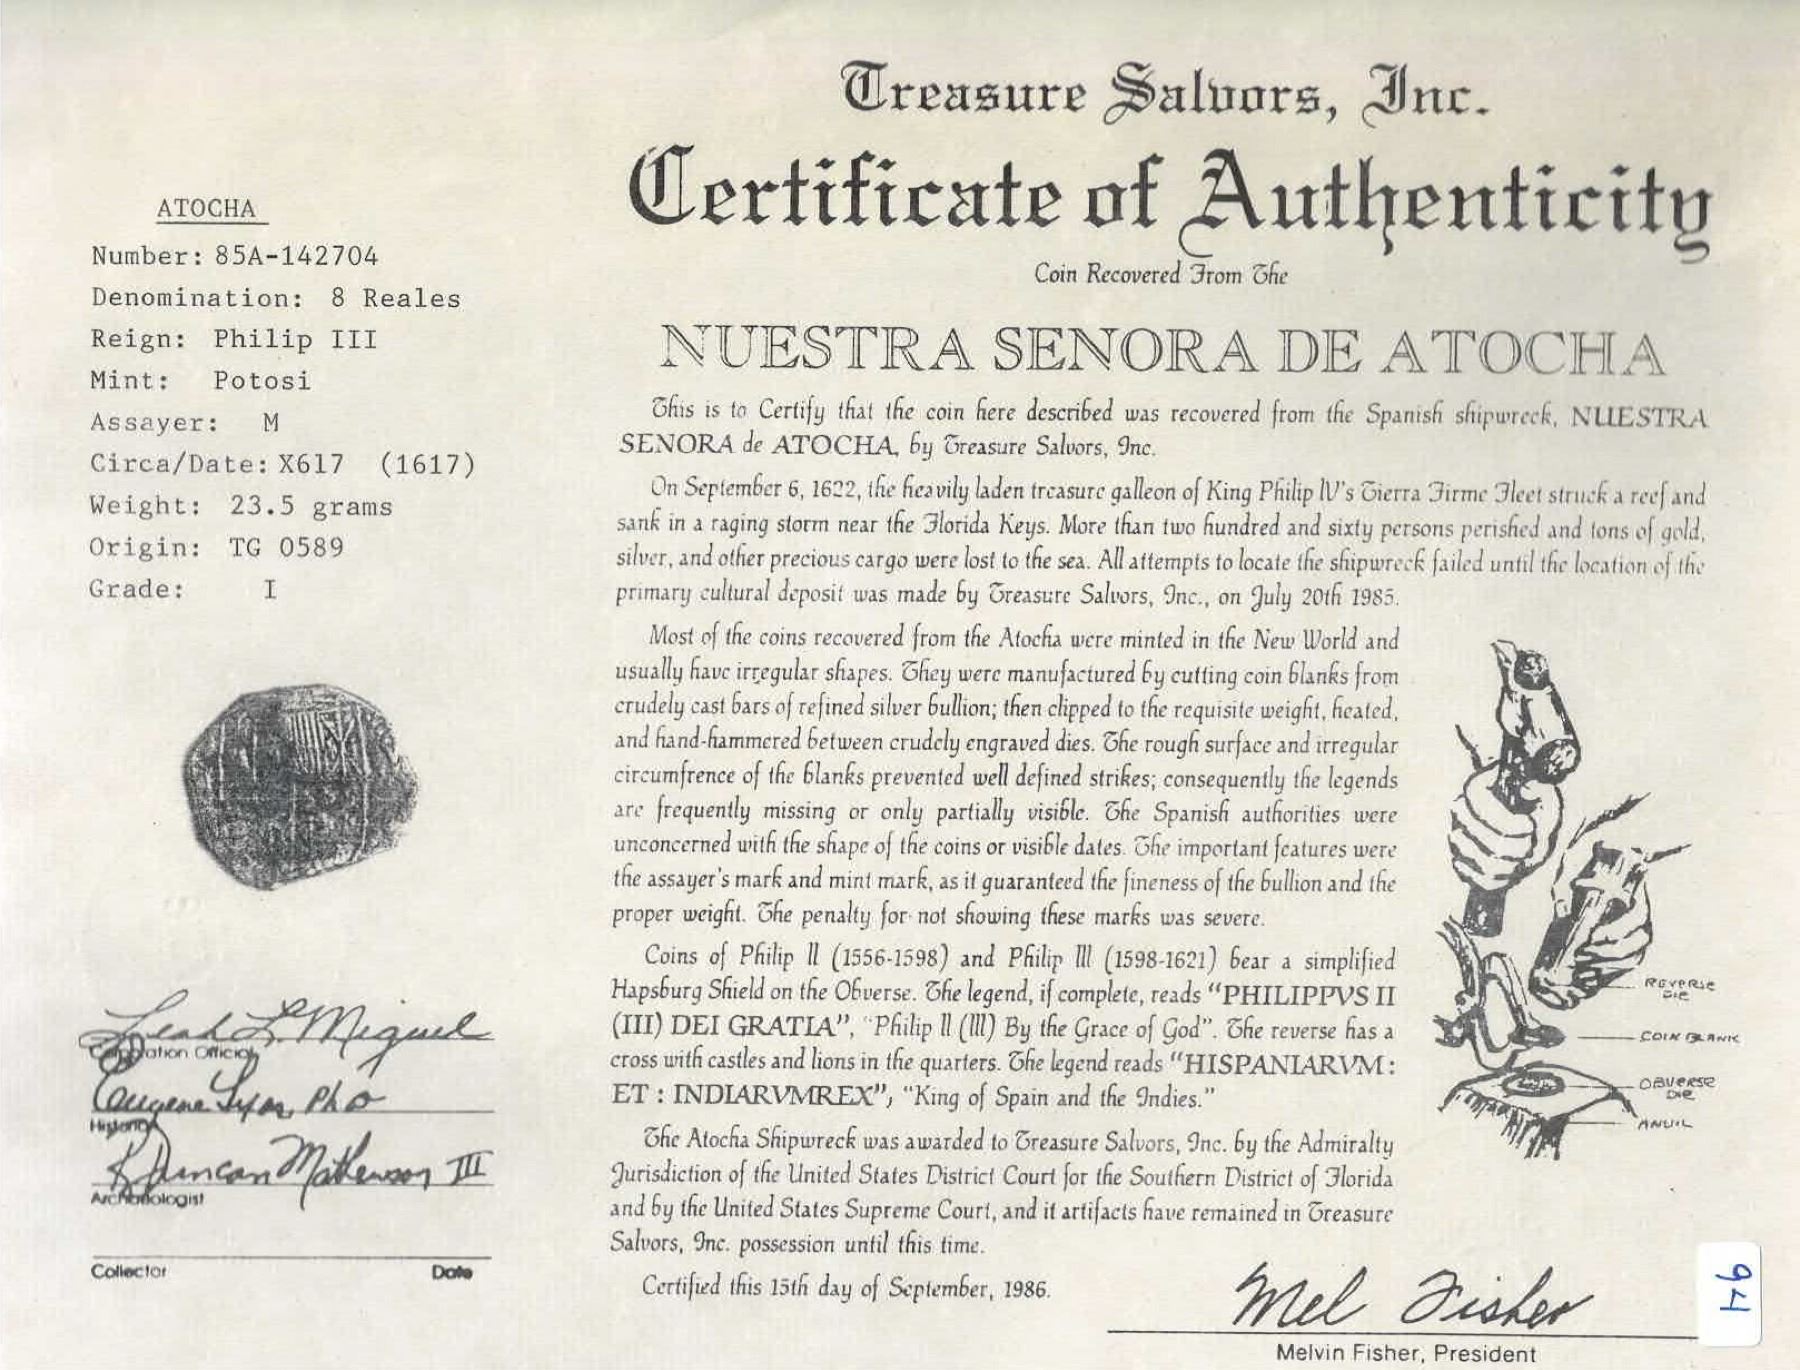 Treasure Salvors, Inc.
Certificate of Authenticity
Coin Recovered From The
NUESTRA SENORA DE ATOCHA
ATOCHA
Number: 85A-142704
Denomination: 8 Reales
Reign: Philip III
Mint: Potosi
Assayer: M
Circa/Date: X617 (1617)
Weight: 23.5 grams
Origin: TG 0589
Grade: I
This is to Certify that the coin here described was recovered from the Spanish shipwreck, NUESTRA
SENORA de ATOCHA, by Treasure Salvors, Inc.
On September 6, 1622, the heavily laden treasure galleon of King Philip IV's Tierra Firme Fleet struck a reef and
sank in a raging storm near the Florida Keys. More than two hundred and sixty persons perished and tons of gold,
silver, and other precious cargo were lost to the sea. All attempts to locate the shipwreck failed until the location of the
primary cultural deposit was made by Treasure Salvors, Inc., on July 20th 1985.
Most of the coins recovered from the Atocha were minted in the New World and
usually have irregular shapes. They were manufactured by cutting coin blanks from
crudely cast bars of refined silver bullion; then clipped to the requisite weight, heated,
and hand-hammered between crudely engraved dies. The rough surface and irregular
circumfrence of the blanks prevented well defined strikes; consequently the legends
are frequently missing or only partially visible. The Spanish authorities were
unconcerned with the shape of the coins or visible dates. The important features were
the assayer's mark and mint mark, as it guaranteed the fineness of the bullion and the
proper weight. The penalty for not showing these marks was severe.
Coins of Philip II (1556-1598) and Philip III (1598-1621) bear a simplified
Hapsburg Shield on the Obverse. The legend, if complete, reads "PHILIPPVS II
(III) DEI GRATIA", "Philip II (III) By the Grace of God". The reverse has a
cross with castles and lions in the quarters. The legend reads "HISPANIARVM:
ET : INDIARVMREX", "King of Spain and the Indies."
The Atocha Shipwreck was awarded to Treasure Salvors, Inc. by the Admiralty
Jurisdiction of the United States District Court for the Southern District of Florida
and by the United States Supreme Court, and it artifacts have remained in Treasure
Salvors, Inc. possession until this time.
Certified this 15th day of September, 1986.
REVERSE
DIE
COIN BLANK
OBVERSE
DIE
ANVIL
Leah L. Miguel
Corporation Official
Eugene Lyon, PhD
Historian
R Duncan Mathewson III
Archaeologist
Collector Date
Mel Fisher
Melvin Fisher, President
94